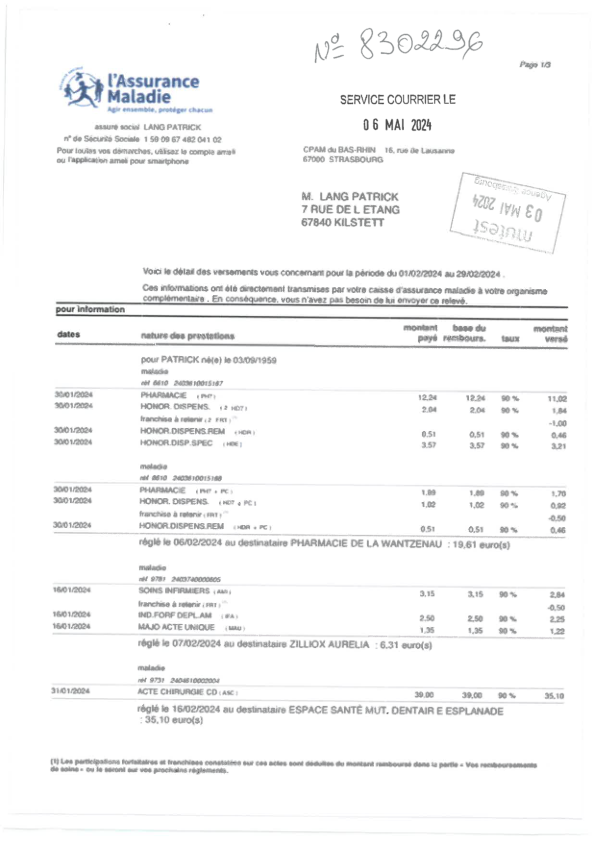 N° 8302296
Page 1/3
l'Assurance
Maladie
Agir ensemble, protéger chacun
SERVICE COURRIER LE
06 MAI 2024
assuré social LANG PATRICK
n° de Sécurité Sociale 1 59 09 67 482 041 02
Pour toutes vos démarches, utilisez le compte ameli
ou l'application ameli pour smartphone
CPAM du BAS-RHIN 16, rue de Lausanne
67000 STRASBOURG
M. LANG PATRICK
7 RUE DE L ETANG
67840 KILSTETT
mutest
03 MAI 2024
Agence Strasbourg
Voici le détail des versements vous concernant pour la période du 01/02/2024 au 29/02/2024 .
Ces informations ont été directement transmises par votre caisse d'assurance maladie à votre organisme
complémentaire . En conséquence, vous n'avez pas besoin de lui envoyer ce relevé.
pour information
dates nature des prestations montant payé base du rembours. taux montant versé
pour PATRICK né(e) le 03/09/1959
maladie
réf 6610 2403610015167
30/01/2024 PHARMACIE (PH7) 12,24 12,24 90 % 11,02
30/01/2024 HONOR. DISPENS. (2 HD7) 2,04 2,04 90 % 1,84
franchise à retenir (2 FRT) (1) -1,00
30/01/2024 HONOR.DISPENS.REM (HDR) 0,51 0,51 90 % 0,46
30/01/2024 HONOR.DISP.SPEC (HDE) 3,57 3,57 90 % 3,21
maladie
réf 6610 2403610015168
30/01/2024 PHARMACIE (PH7 + PC) 1,89 1,89 90 % 1,70
30/01/2024 HONOR. DISPENS. (HD7 + PC) 1,02 1,02 90 % 0,92
franchise à retenir (FRT) (1) -0,50
30/01/2024 HONOR.DISPENS.REM (HDR + PC) 0,51 0,51 90 % 0,46
réglé le 06/02/2024 au destinataire PHARMACIE DE LA WANTZENAU : 19,61 euro(s)
maladie
réf 9781 2403740000605
16/01/2024 SOINS INFIRMIERS (AMI) 3,15 3,15 90 % 2,84
franchise à retenir (FRT) (1) -0,50
16/01/2024 IND.FORF DEPL.AM (IFA) 2,50 2,50 90 % 2,25
16/01/2024 MAJO ACTE UNIQUE (MAU) 1,35 1,35 90 % 1,22
réglé le 07/02/2024 au destinataire ZILLIOX AURELIA : 6,31 euro(s)
maladie
réf 9731 2404610002004
31/01/2024 ACTE CHIRURGIE CD (ASC) 39,00 39,00 90 % 35,10
réglé le 16/02/2024 au destinataire ESPACE SANTÉ MUT. DENTAIR E ESPLANADE
: 35,10 euro(s)
(1) Les participations forfaitaires et franchises constatées sur ces actes sont déduites du montant remboursé dans la partie « Vos remboursements
de soins » ou le seront sur vos prochains règlements.